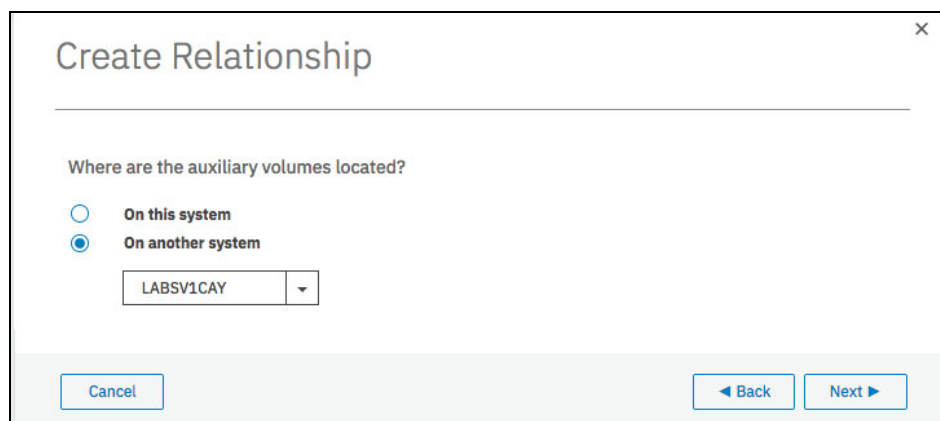 Create Relationship
Where are the auxiliary volumes located?
On this system
On another system
LABSV1CAY
Cancel
Back
Next